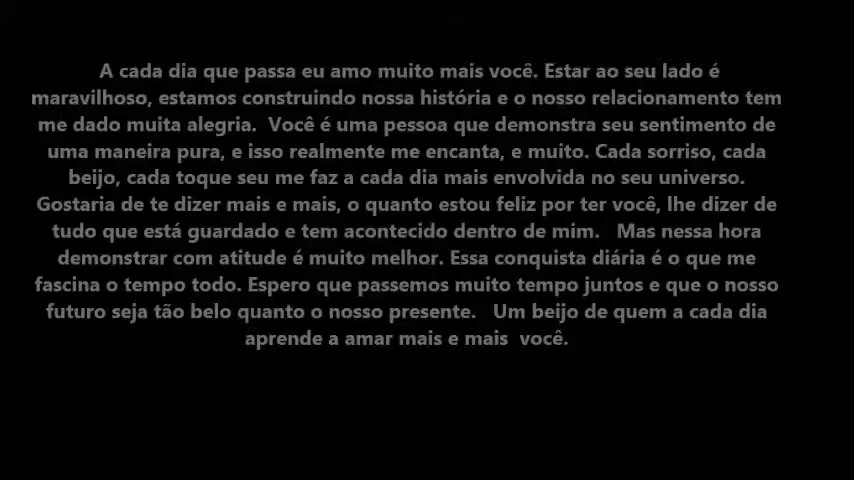 A cada dia que passa eu amo muito mais você. Estar ao seu lado é
maravilhoso, estamos construindo nossa história e o nosso relacionamento tem
me dado muita alegria.  Você é uma pessoa que demonstra seu sentimento de
uma maneira pura, e isso realmente me encanta, e muito. Cada sorriso, cada
beijo, cada toque seu me faz a cada dia mais envolvida no seu universo.
Gostaria de te dizer mais e mais, o quanto estou feliz por ter você, lhe dizer de
tudo que está guardado e tem acontecido dentro de mim.   Mas nessa hora
demonstrar com atitude é muito melhor. Essa conquista diária é o que me
fascina o tempo todo. Espero que passemos muito tempo juntos e que o nosso
futuro seja tão belo quanto o nosso presente.   Um beijo de quem a cada dia
aprende a amar mais e mais  você.